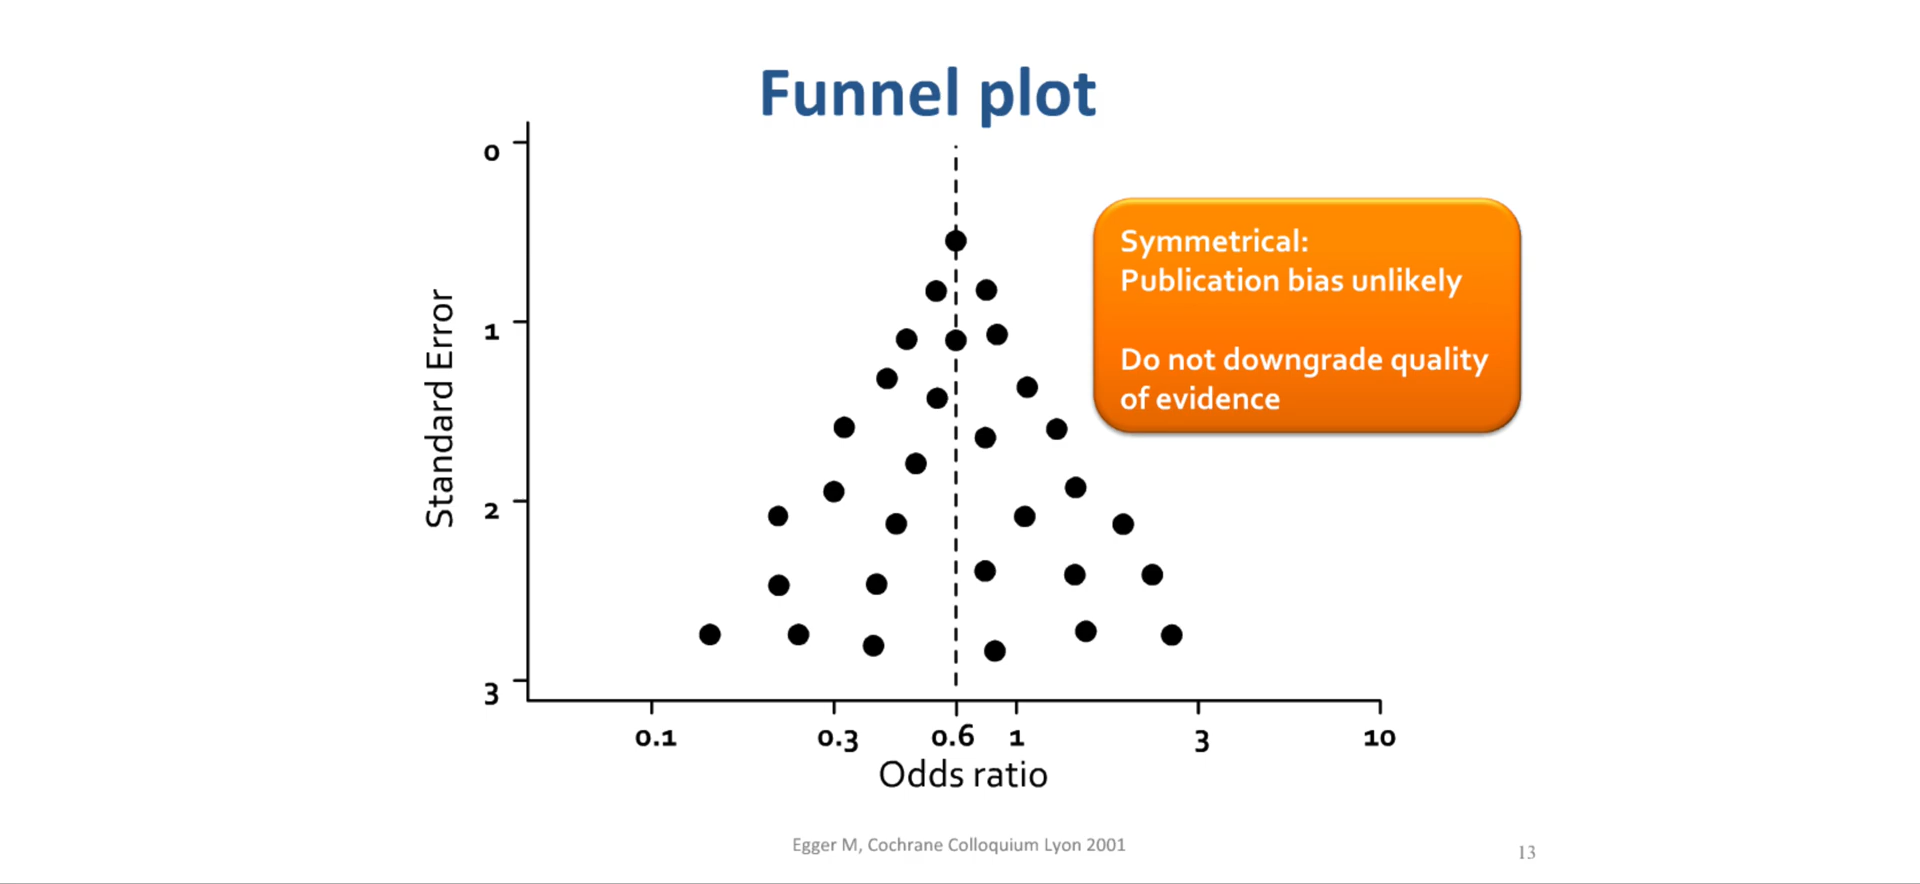 Funnel plot
0
1
2
3
Standard Error
Symmetrical:
Publication bias unlikely
Do not downgrade quality
of evidence
0.1 0.3 0.6 1 3 10
Odds ratio
Egger M, Cochrane Colloquium Lyon 2001
13